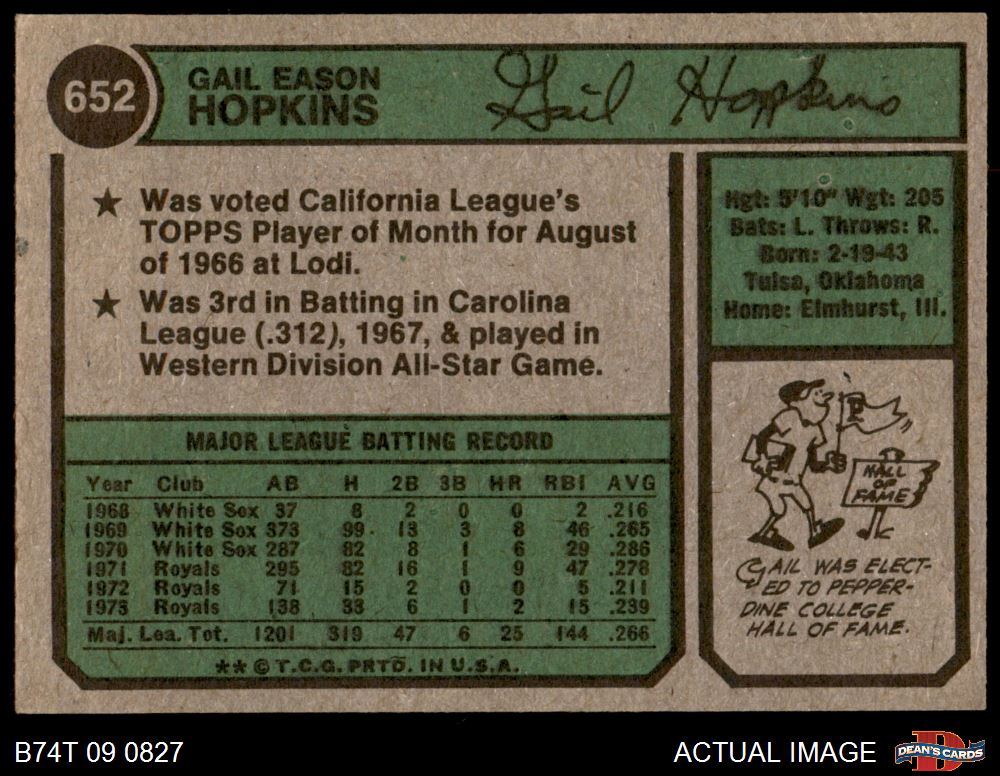 652
GAIL EASON
HOPKINS
Gail Hopkins
★ Was voted California League's
TOPPS Player of Month for August
of 1966 at Lodi.
★ Was 3rd in Batting in Carolina
League (.312), 1967, & played in
Western Division All-Star Game.
Hgt: 5'10" Wgt: 205
Bats: L. Throws: R.
Born: 2-19-43
Tulsa, Oklahoma
Home: Elmhurst, Ill.
MAJOR LEAGUE BATTING RECORD
Year Club AB H 2B 3B HR RBI AVG
1968 White Sox 37 8 2 0 0 2 .216
1969 White Sox 373 99 13 3 8 46 .265
1970 White Sox 287 82 8 1 6 29 .286
1971 Royals 295 82 16 1 9 47 .278
1972 Royals 71 15 2 0 0 5 .211
1973 Royals 138 33 6 1 2 15 .239
Maj. Lea. Tot. 1201 319 47 6 25 144 .266
** © T.C.G. PRTD. IN U.S.A.
P
HALL
OF
FAME
GAIL WAS ELECT-
ED TO PEPPER-
DINE COLLEGE
HALL OF FAME.
B74T 09 0827
ACTUAL IMAGE
DEAN'S CARDS